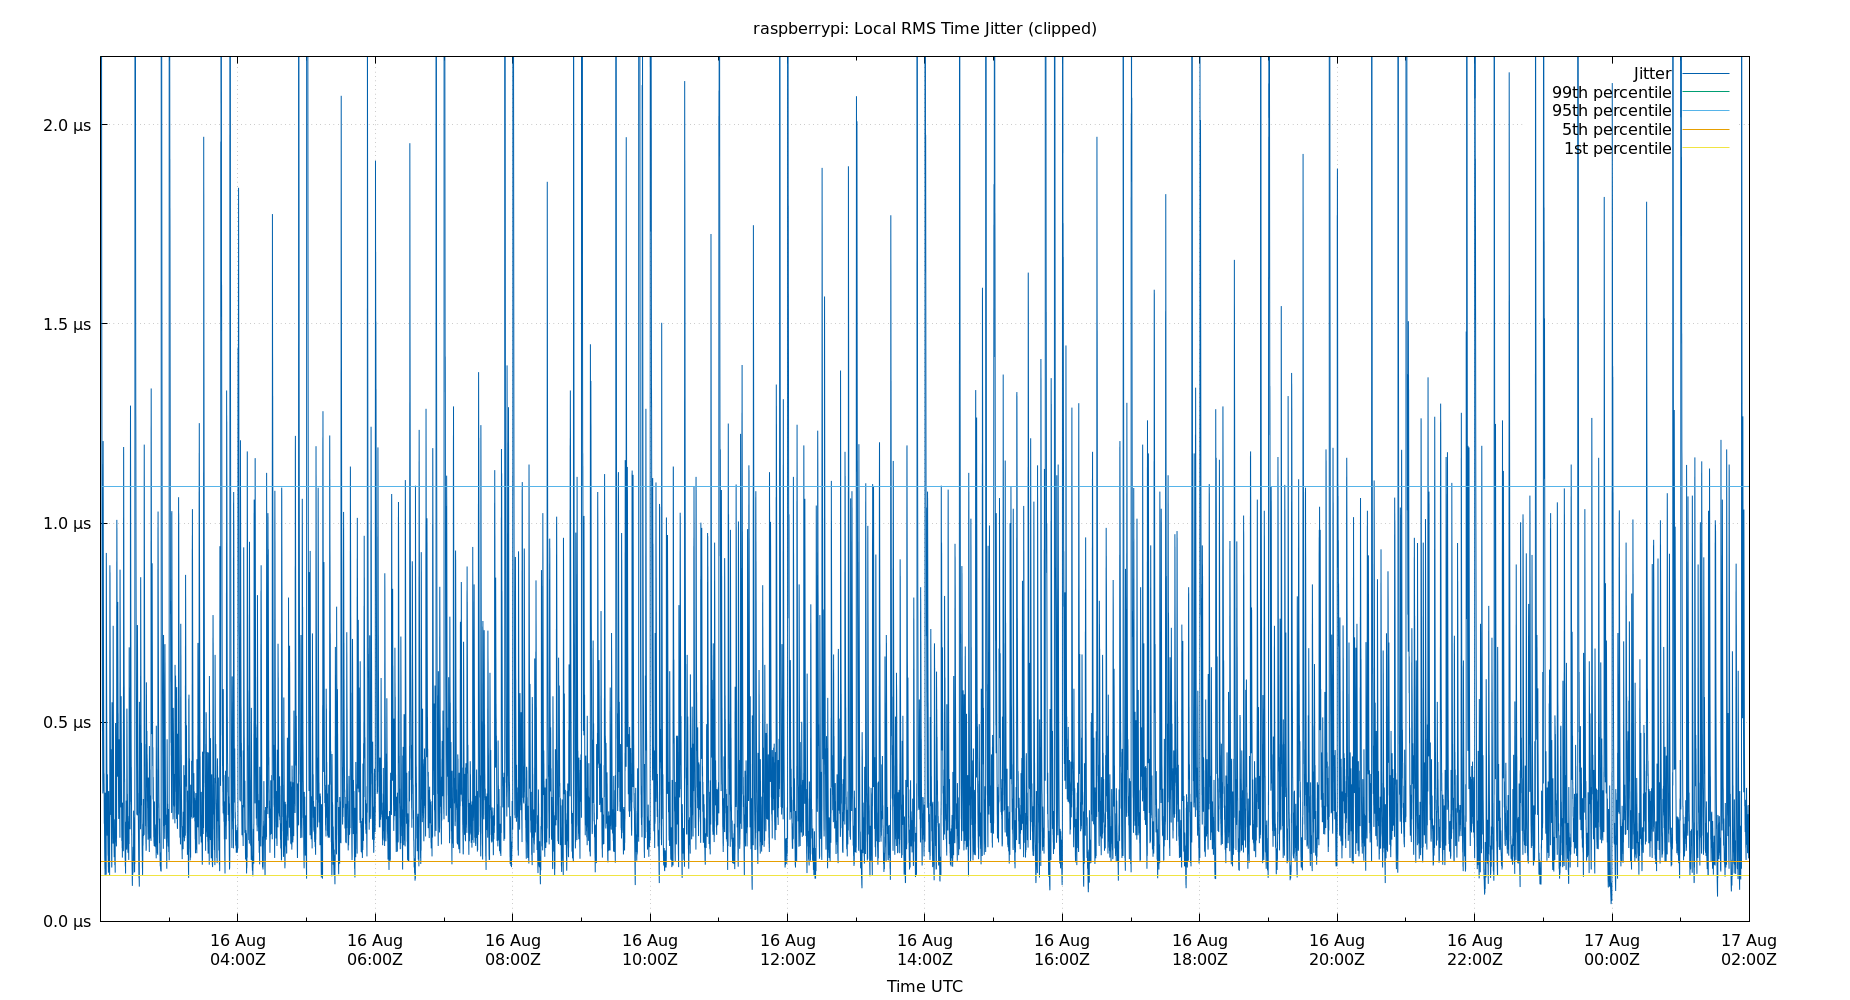 raspberrypi: Local RMS Time Jitter (clipped)
Jitter
99th percentile
95th percentile
5th percentile
1st percentile
2.0 µs
1.5 µs
1.0 µs
0.5 µs
0.0 µs
16 Aug 16 Aug 16 Aug 16 Aug 16 Aug 16 Aug 16 Aug 16 Aug 16 Aug 16 Aug 17 Aug 17 Aug
04:00Z 06:00Z 08:00Z 10:00Z 12:00Z 14:00Z 16:00Z 18:00Z 20:00Z 22:00Z 00:00Z 02:00Z
Time UTC